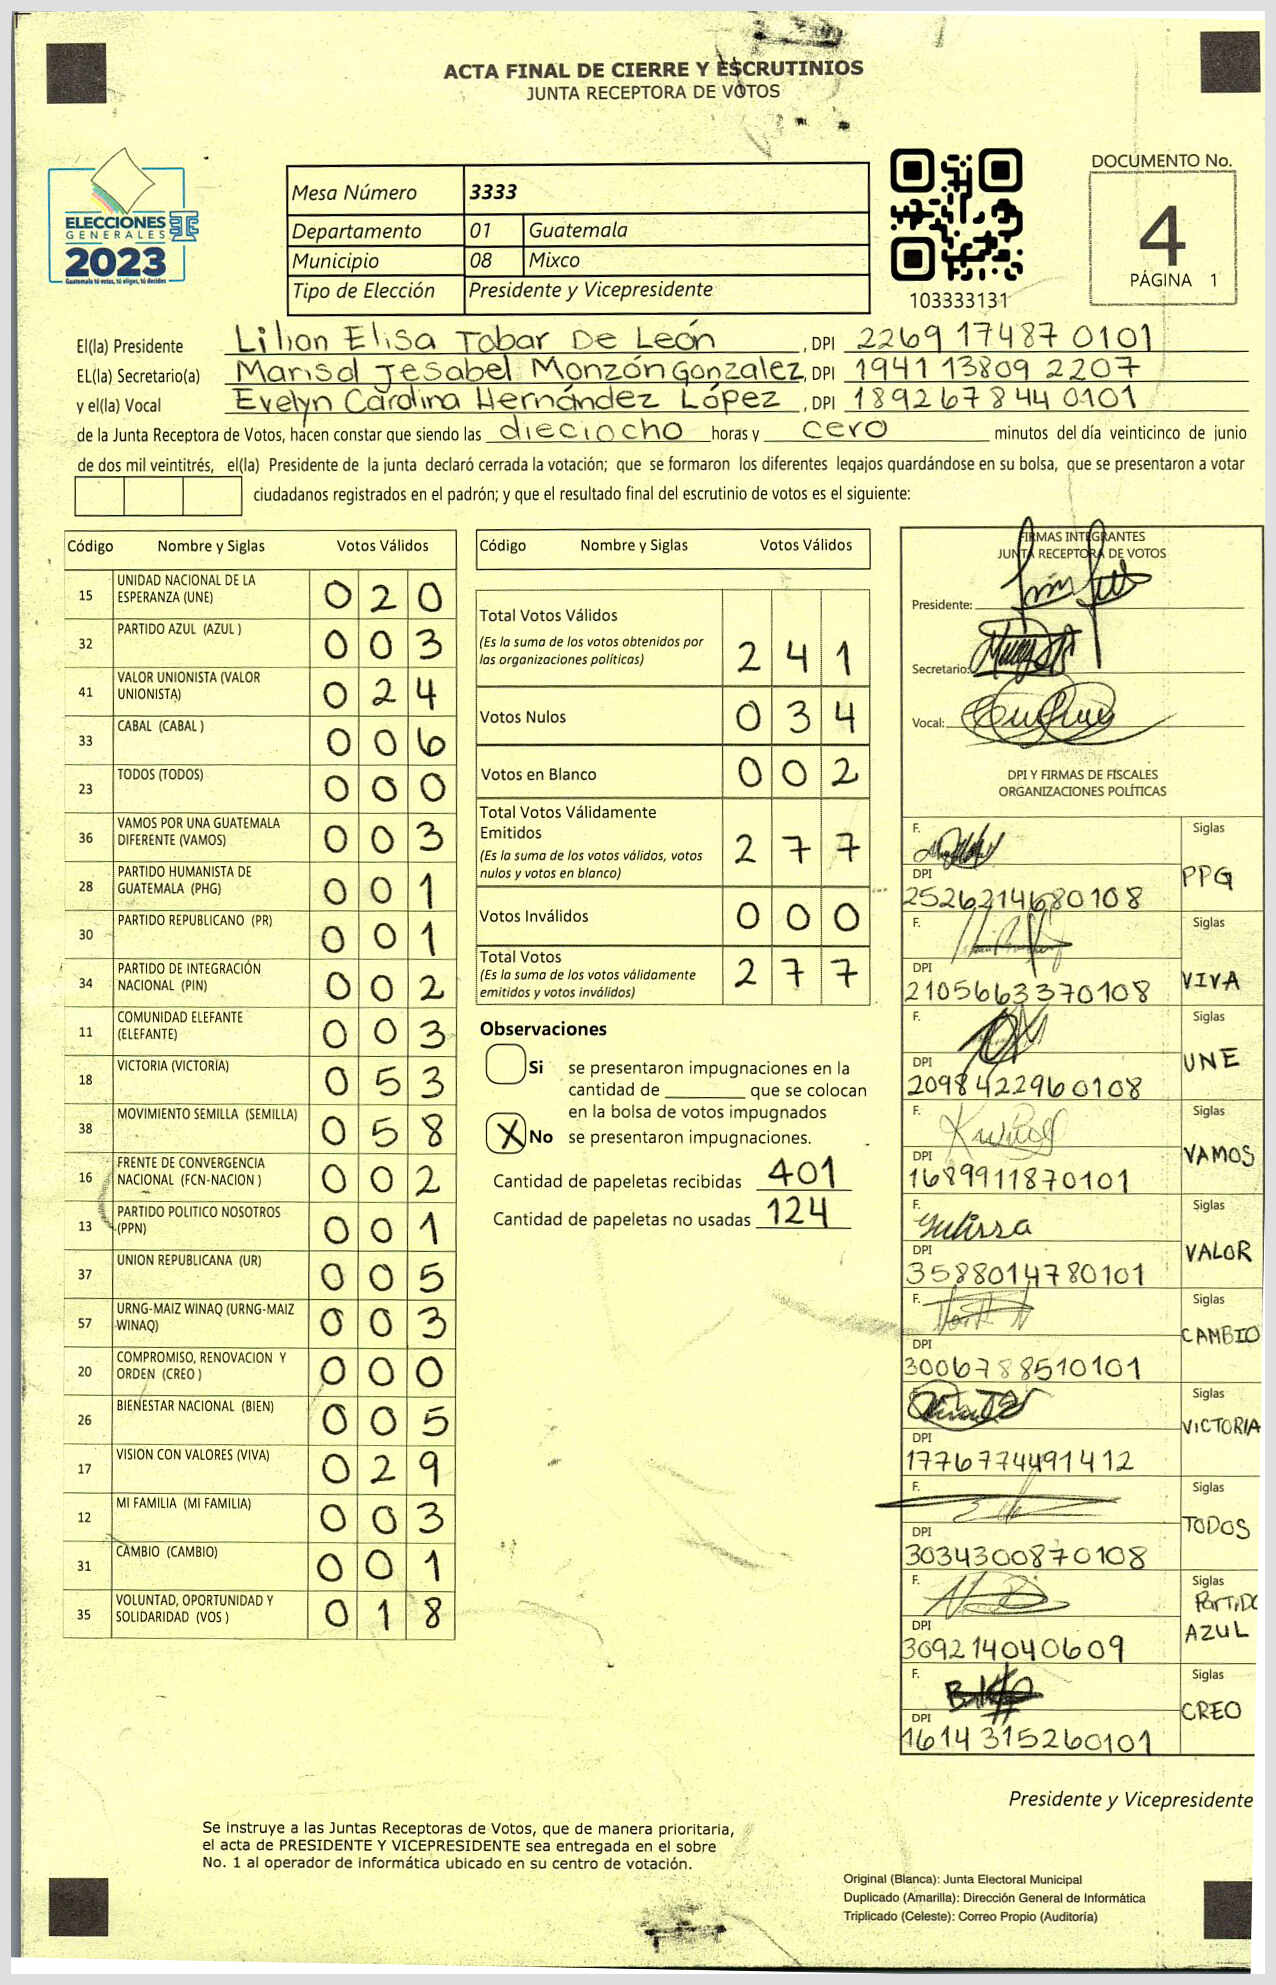 ACTA FINAL DE CIERRE Y ESCRUTINIOS
JUNTA RECEPTORA DE VOTOS
ELECCIONES
GENERALES
2023
Guatemala tú votas, tú eliges, tú decides
Mesa Número 3333
Departamento 01 Guatemala
Municipio 08 Mixco
Tipo de Elección Presidente y Vicepresidente
103333131
DOCUMENTO No.
4
PÁGINA 1
El(la) Presidente Lilian Elisa Tobar De León, DPI 2269 17487 0101
EL(la) Secretario(a) Marisol Jesabel Monzón Gonzalez, DPI 1941 13809 2207
y el(la) Vocal Evelyn Carolina Hernández López, DPI 1892 67844 0101
de la Junta Receptora de Votos, hacen constar que siendo las dieciocho horas y cero minutos del día veinticinco de junio
de dos mil veintitrés, el(la) Presidente de la junta declaró cerrada la votación; que se formaron los diferentes legajos guardándose en su bolsa, que se presentaron a votar
ciudadanos registrados en el padrón; y que el resultado final del escrutinio de votos es el siguiente:
Código Nombre y Siglas Votos Válidos
15 UNIDAD NACIONAL DE LA
ESPERANZA (UNE) 0 2 0
32 PARTIDO AZUL (AZUL ) 0 0 3
41 VALOR UNIONISTA (VALOR
UNIONISTA) 0 2 4
33 CABAL (CABAL ) 0 0 6
23 TODOS (TODOS) 0 0 0
36 VAMOS POR UNA GUATEMALA
DIFERENTE (VAMOS) 0 0 3
28 PARTIDO HUMANISTA DE
GUATEMALA (PHG) 0 0 1
30 PARTIDO REPUBLICANO (PR) 0 0 1
34 PARTIDO DE INTEGRACIÓN
NACIONAL (PIN) 0 0 2
11 COMUNIDAD ELEFANTE
(ELEFANTE) 0 0 3
18 VICTORIA (VICTORIA) 0 5 3
38 MOVIMIENTO SEMILLA (SEMILLA) 0 5 8
16 FRENTE DE CONVERGENCIA
NACIONAL (FCN-NACION ) 0 0 2
13 PARTIDO POLITICO NOSOTROS
(PPN) 0 0 1
37 UNION REPUBLICANA (UR) 0 0 5
57 URNG-MAIZ WINAQ (URNG-MAIZ
WINAQ) 0 0 3
20 COMPROMISO, RENOVACION Y
ORDEN (CREO ) 0 0 0
26 BIENESTAR NACIONAL (BIEN) 0 0 5
17 VISION CON VALORES (VIVA) 0 2 9
12 MI FAMILIA (MI FAMILIA) 0 0 3
31 CAMBIO (CAMBIO) 0 0 1
35 VOLUNTAD, OPORTUNIDAD Y
SOLIDARIDAD (VOS ) 0 1 8
Código Nombre y Siglas Votos Válidos
Total Votos Válidos
(Es la suma de los votos obtenidos por
las organizaciones políticas) 2 4 1
Votos Nulos 0 3 4
Votos en Blanco 0 0 2
Total Votos Válidamente
Emitidos
(Es la suma de los votos válidos, votos
nulos y votos en blanco) 2 7 7
Votos Inválidos 0 0 0
Total Votos
(Es la suma de los votos válidamente
emitidos y votos inválidos) 2 7 7
Observaciones
Si se presentaron impugnaciones en la
cantidad de ________ que se colocan
en la bolsa de votos impugnados
X No se presentaron impugnaciones.
Cantidad de papeletas recibidas 401
Cantidad de papeletas no usadas 124
FIRMAS INTEGRANTES
JUNTA RECEPTORA DE VOTOS
Presidente:
Secretario:
Vocal:
DPI Y FIRMAS DE FISCALES
ORGANIZACIONES POLÍTICAS
F. Siglas
DPI PPG
2526214680108
F. Siglas
DPI VIVA
2105663370108
F. Siglas
DPI UNE
2098422960108
F. Siglas
DPI VAMOS
1689911870101
F. Yulissa Siglas
DPI VALOR
3588014780101
F. Siglas
DPI CAMBIO
3006788510101
F. Siglas
DPI VICTORIA
1776774491412
F. Siglas
DPI TODOS
3034300870108
F. Siglas
PARTIDO
DPI AZUL
309214040609
F. Siglas
DPI CREO
1614315260101
Presidente y Vicepresidente
Se instruye a las Juntas Receptoras de Votos, que de manera prioritaria,
el acta de PRESIDENTE Y VICEPRESIDENTE sea entregada en el sobre
No. 1 al operador de informática ubicado en su centro de votación.
Original (Blanca): Junta Electoral Municipal
Duplicado (Amarilla): Dirección General de Informática
Triplicado (Celeste): Correo Propio (Auditoría)